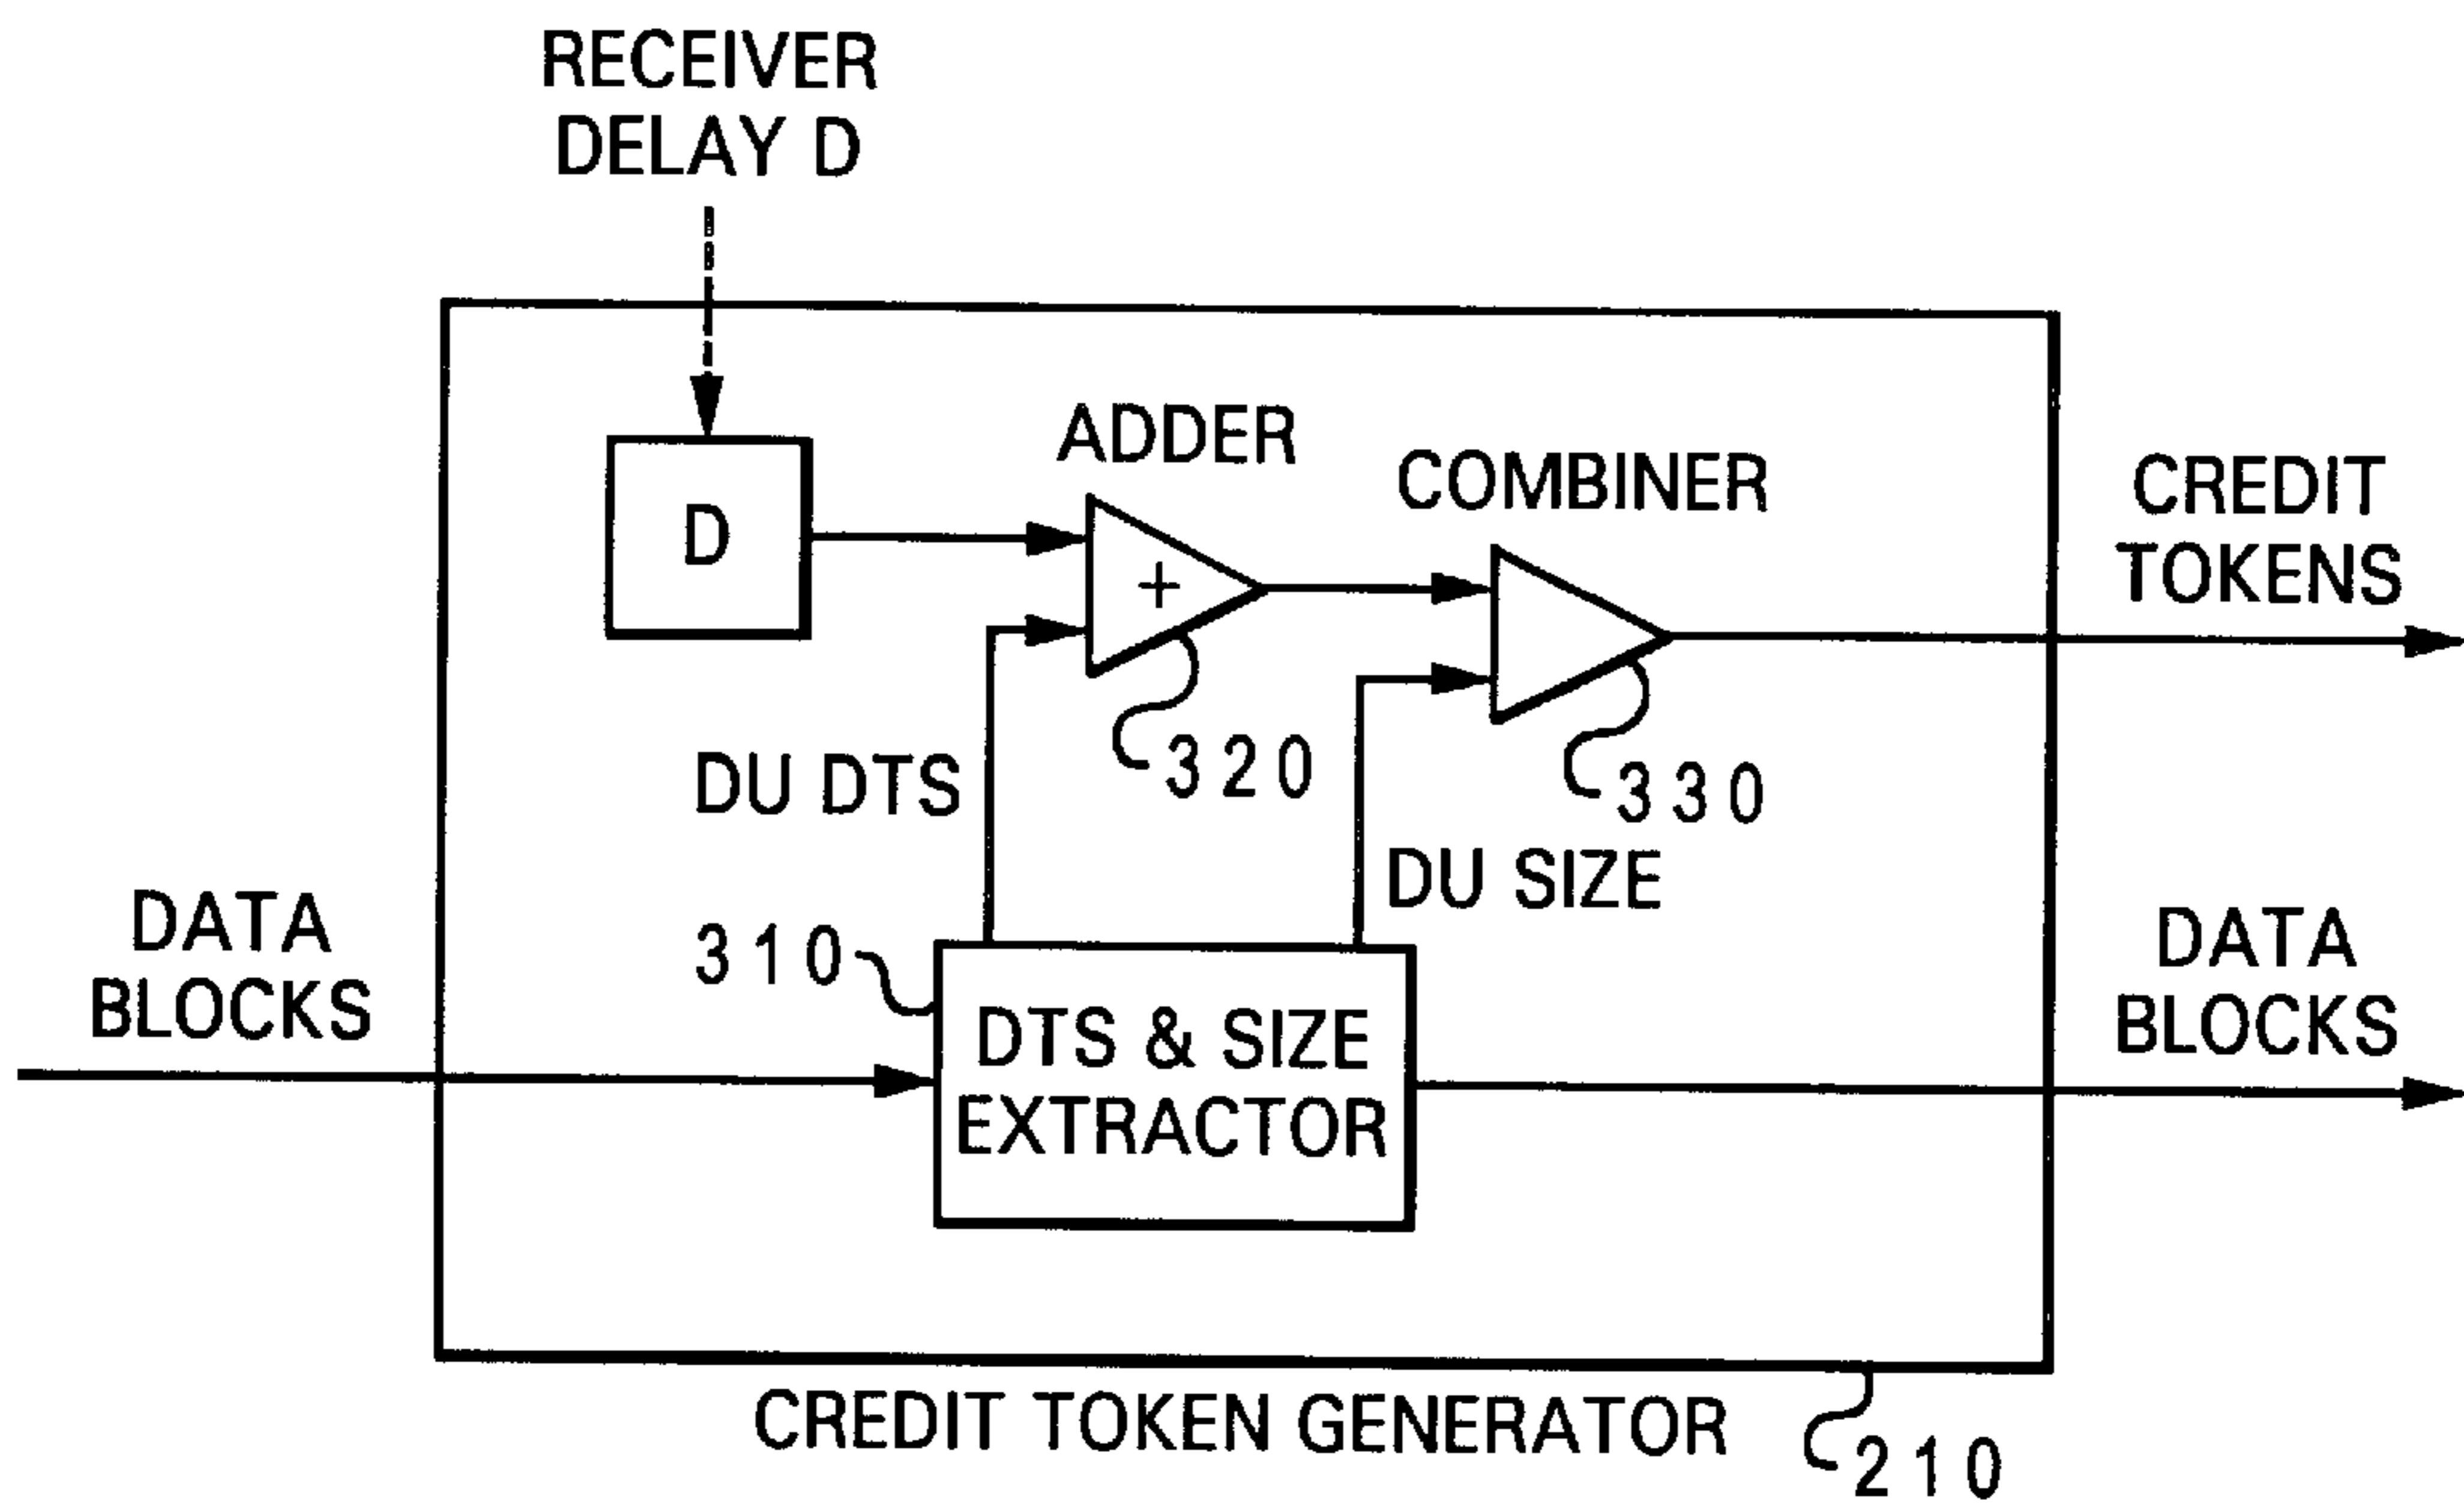 RECEIVER
DELAY D
ADDER
COMBINER
CREDIT
TOKENS
D
+
320
330
DU DTS
DU SIZE
DATA
BLOCKS
310
DTS & SIZE
EXTRACTOR
DATA
BLOCKS
CREDIT TOKEN GENERATOR
210